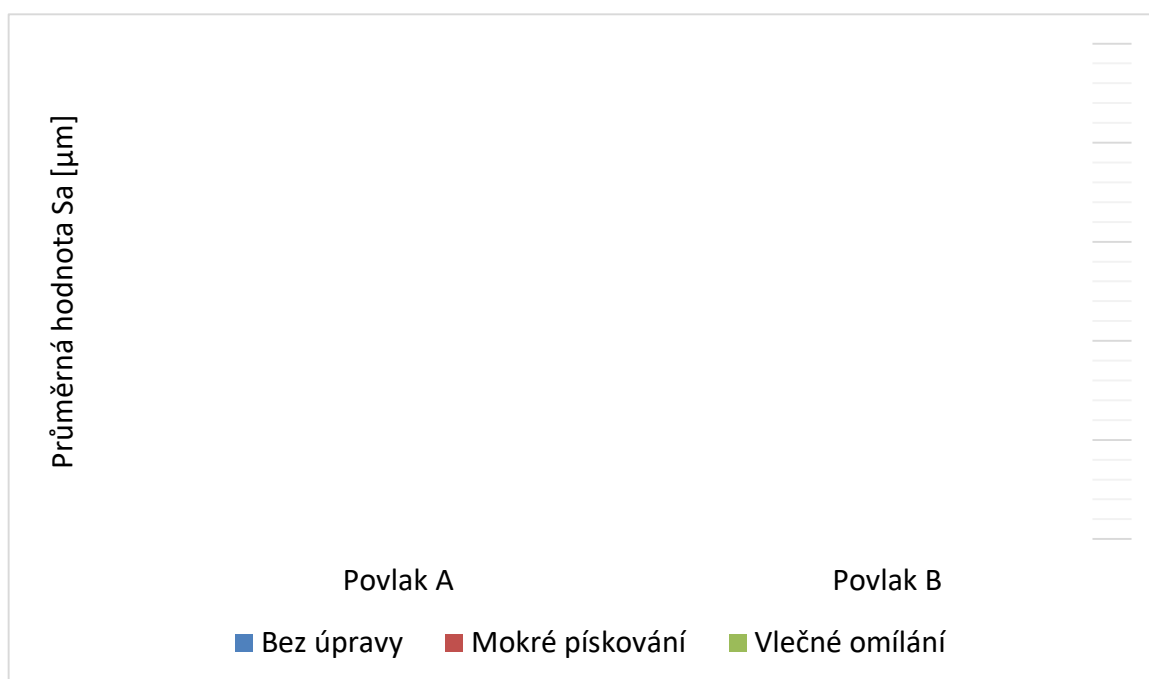 Průměrná hodnota Sa [µm]
Povlak A Povlak B
Bez úpravy Mokré pískování Vlečné omílání